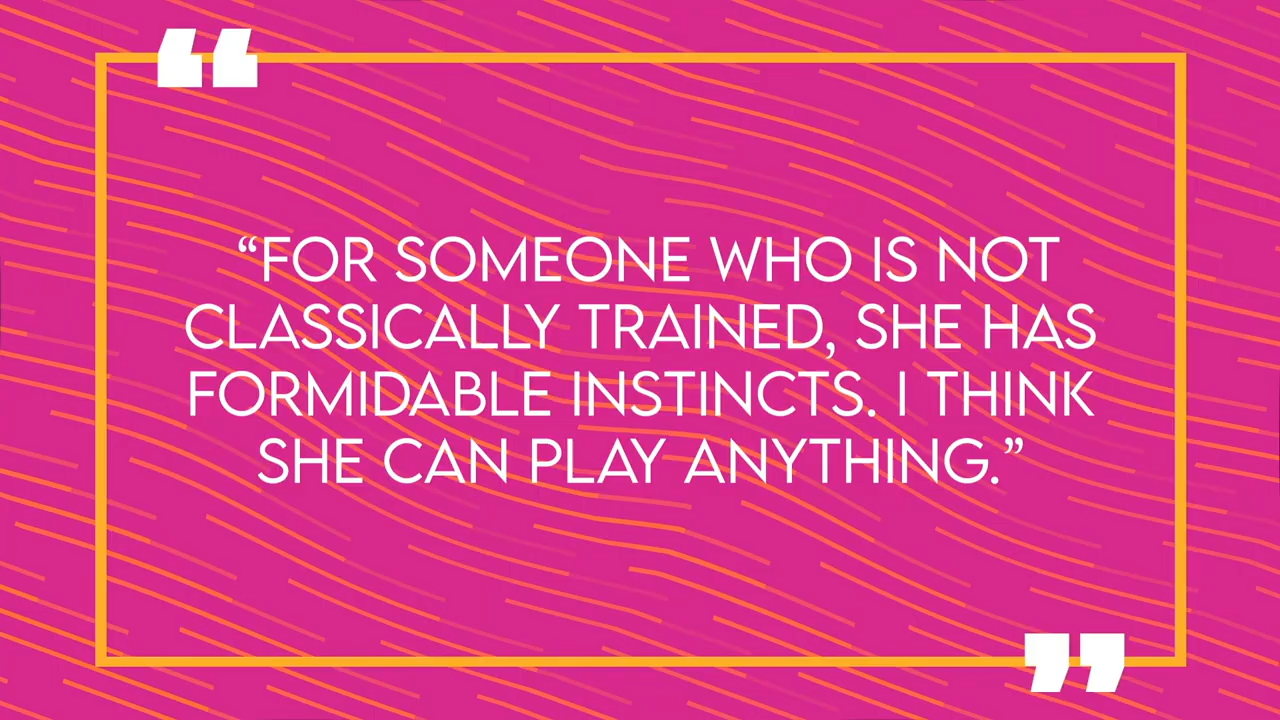 “FOR SOMEONE WHO IS NOT
CLASSICALLY TRAINED, SHE HAS
FORMIDABLE INSTINCTS. I THINK
SHE CAN PLAY ANYTHING.”